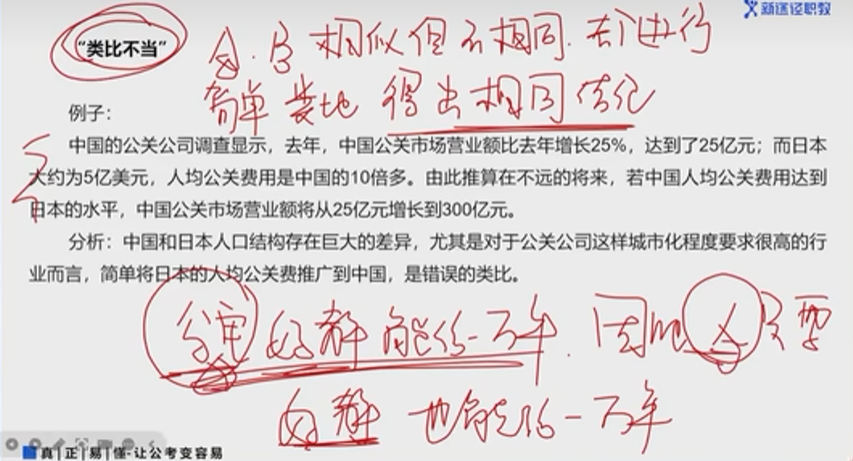 新途径职教
"类比不当"
A.B 相似但不相同.去进行
简单类地 得出相同结论
例子：
中国的公关公司调查显示，去年，中国公关市场营业额比去年增长25%，达到了25亿元；而日本
大约为5亿美元，人均公关费用是中国的10倍多。由此推算在不远的将来，若中国人均公关费用达到
日本的水平，中国公关市场营业额将从25亿元增长到300亿元。
分析：中国和日本人口结构存在巨大的差异，尤其是对于公关公司这样城市化程度要求很高的行
业而言，简单将日本的人均公关费推广到中国，是错误的类比。
好静 能活一万年.因此 人只要
好静 也能活一万年
真|正|易|懂-让公考变容易